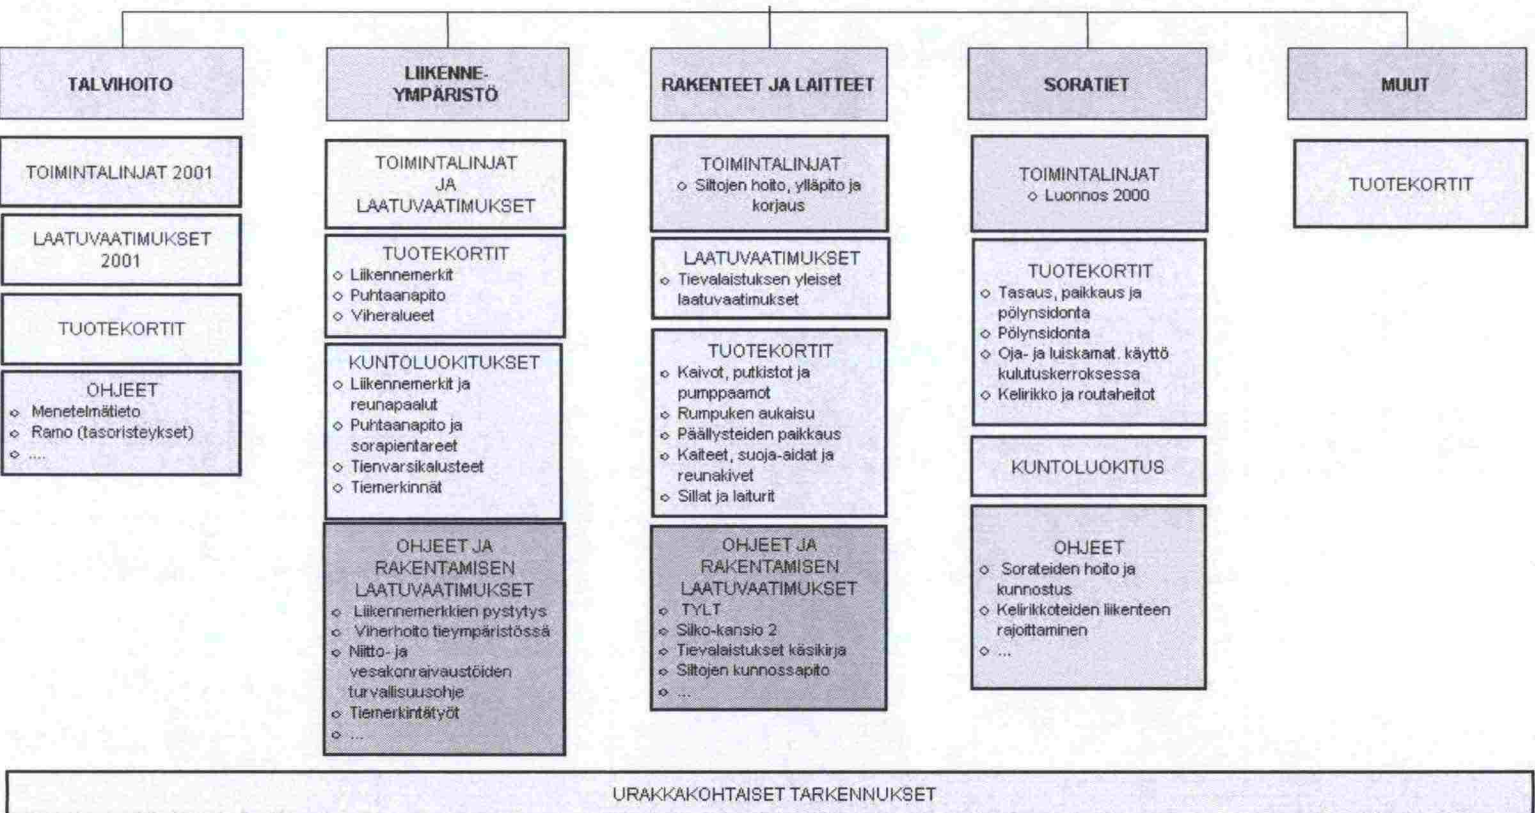 TALVIHOITO
TOIMINTALINJAT 2001
LAATUVAATIMUKSET
2001
TUOTEKORTIT
OHJEET
◇ Menetelmätieto
◇ Ramo (tasoristeykset)
◇ ....
LIIKENNE-
YMPÄRISTÖ
TOIMINTALINJAT
JA
LAATUVAATIMUKSET
TUOTEKORTIT
◇ Liikennemerkit
◇ Puhtaanapito
◇ Viheralueet
KUNTOLUOKITUKSET
◇ Liikennemerkit ja
reunapaalut
◇ Puhtaanapito ja
sorapientareet
◇ Tienvarsikalusteet
◇ Tiemerkinnät
OHJEET JA
RAKENTAMISEN
LAATUVAATIMUKSET
◇ Liikennemerkkien pystytys
◇ Viherhoito tieympäristössä
◇ Niitto- ja
vesakonraivaustöiden
turvallisuusohje
◇ Tiemerkintätyöt
◇ ...
RAKENTEET JA LAITTEET
TOIMINTALINJAT
◇ Siltojen hoito, ylläpito ja
korjaus
LAATUVAATIMUKSET
◇ Tievalaistuksen yleiset
laatuvaatimukset
TUOTEKORTIT
◇ Kaivot, putkistot ja
pumppaamot
◇ Rumpuken aukaisu
◇ Päällysteiden paikkaus
◇ Kaiteet, suoja-aidat ja
reunakivet
◇ Sillat ja laiturit
OHJEET JA
RAKENTAMISEN
LAATUVAATIMUKSET
◇ TYLT
◇ Silko-kansio 2
◇ Tievalaistukset käsikirja
◇ Siltojen kunnossapito
◇ ...
SORATIET
TOIMINTALINJAT
◇ Luonnos 2000
TUOTEKORTIT
◇ Tasaus, paikkaus ja
pölynsidonta
◇ Pölynsidonta
◇ Oja- ja luiskamat. käyttö
kulutuskerroksessa
◇ Kelirikko ja routaheitot
KUNTOLUOKITUS
OHJEET
◇ Sorateiden hoito ja
kunnostus
◇ Kelirikkoteiden liikenteen
rajoittaminen
◇ ...
MUUT
TUOTEKORTIT
URAKKAKOHTAISET TARKENNUKSET